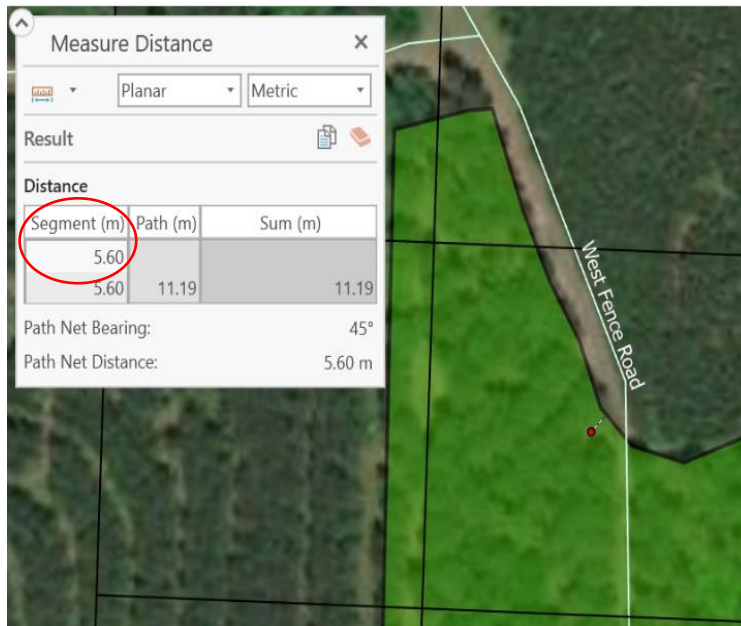 Measure Distance
Planar Metric
Result
Distance
Segment (m) Path (m) Sum (m)
5.60
5.60 11.19 11.19
Path Net Bearing: 45°
Path Net Distance: 5.60 m
West Fence Road